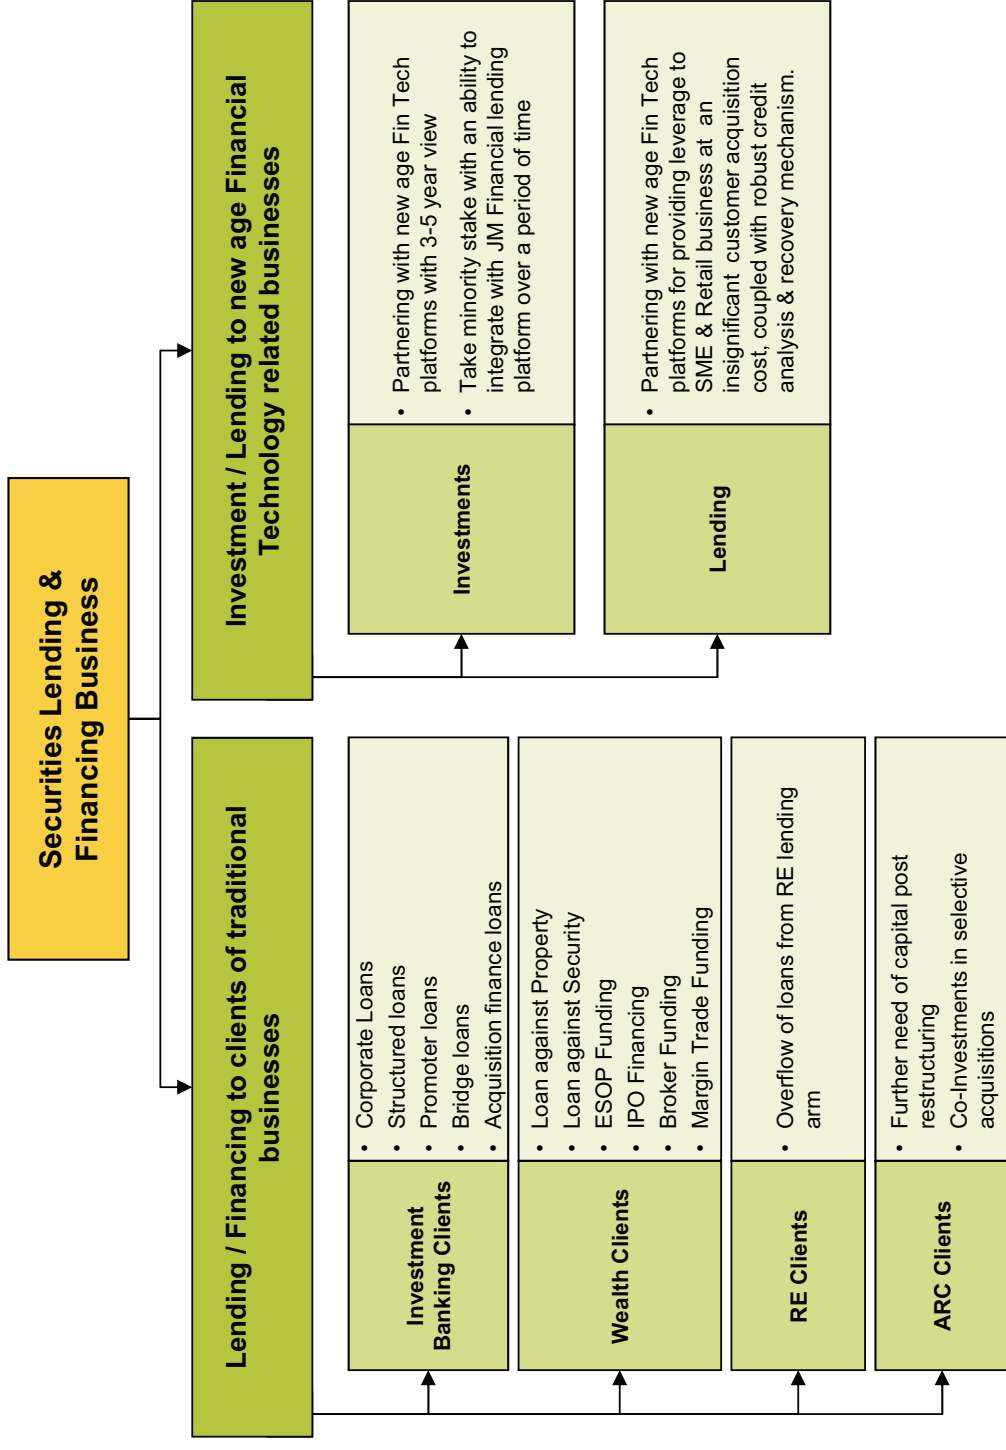 Securities Lending &
Financing Business
Lending / Financing to clients of traditional
businesses
Investment
Banking Clients
• Corporate Loans
• Structured loans
• Promoter loans
• Bridge loans
• Acquisition finance loans
Wealth Clients
• Loan against Property
• Loan against Security
• ESOP Funding
• IPO Financing
• Broker Funding
• Margin Trade Funding
RE Clients
• Overflow of loans from RE lending
arm
ARC Clients
• Further need of capital post
restructuring
• Co-Investments in selective
acquisitions
Investment / Lending to new age Financial
Technology related businesses
Investments
• Partnering with new age Fin Tech
platforms with 3-5 year view
• Take minority stake with an ability to
integrate with JM Financial lending
platform over a period of time
Lending
• Partnering with new age Fin Tech
platforms for providing leverage to
SME & Retail business at an
insignificant customer acquisition
cost, coupled with robust credit
analysis & recovery mechanism.